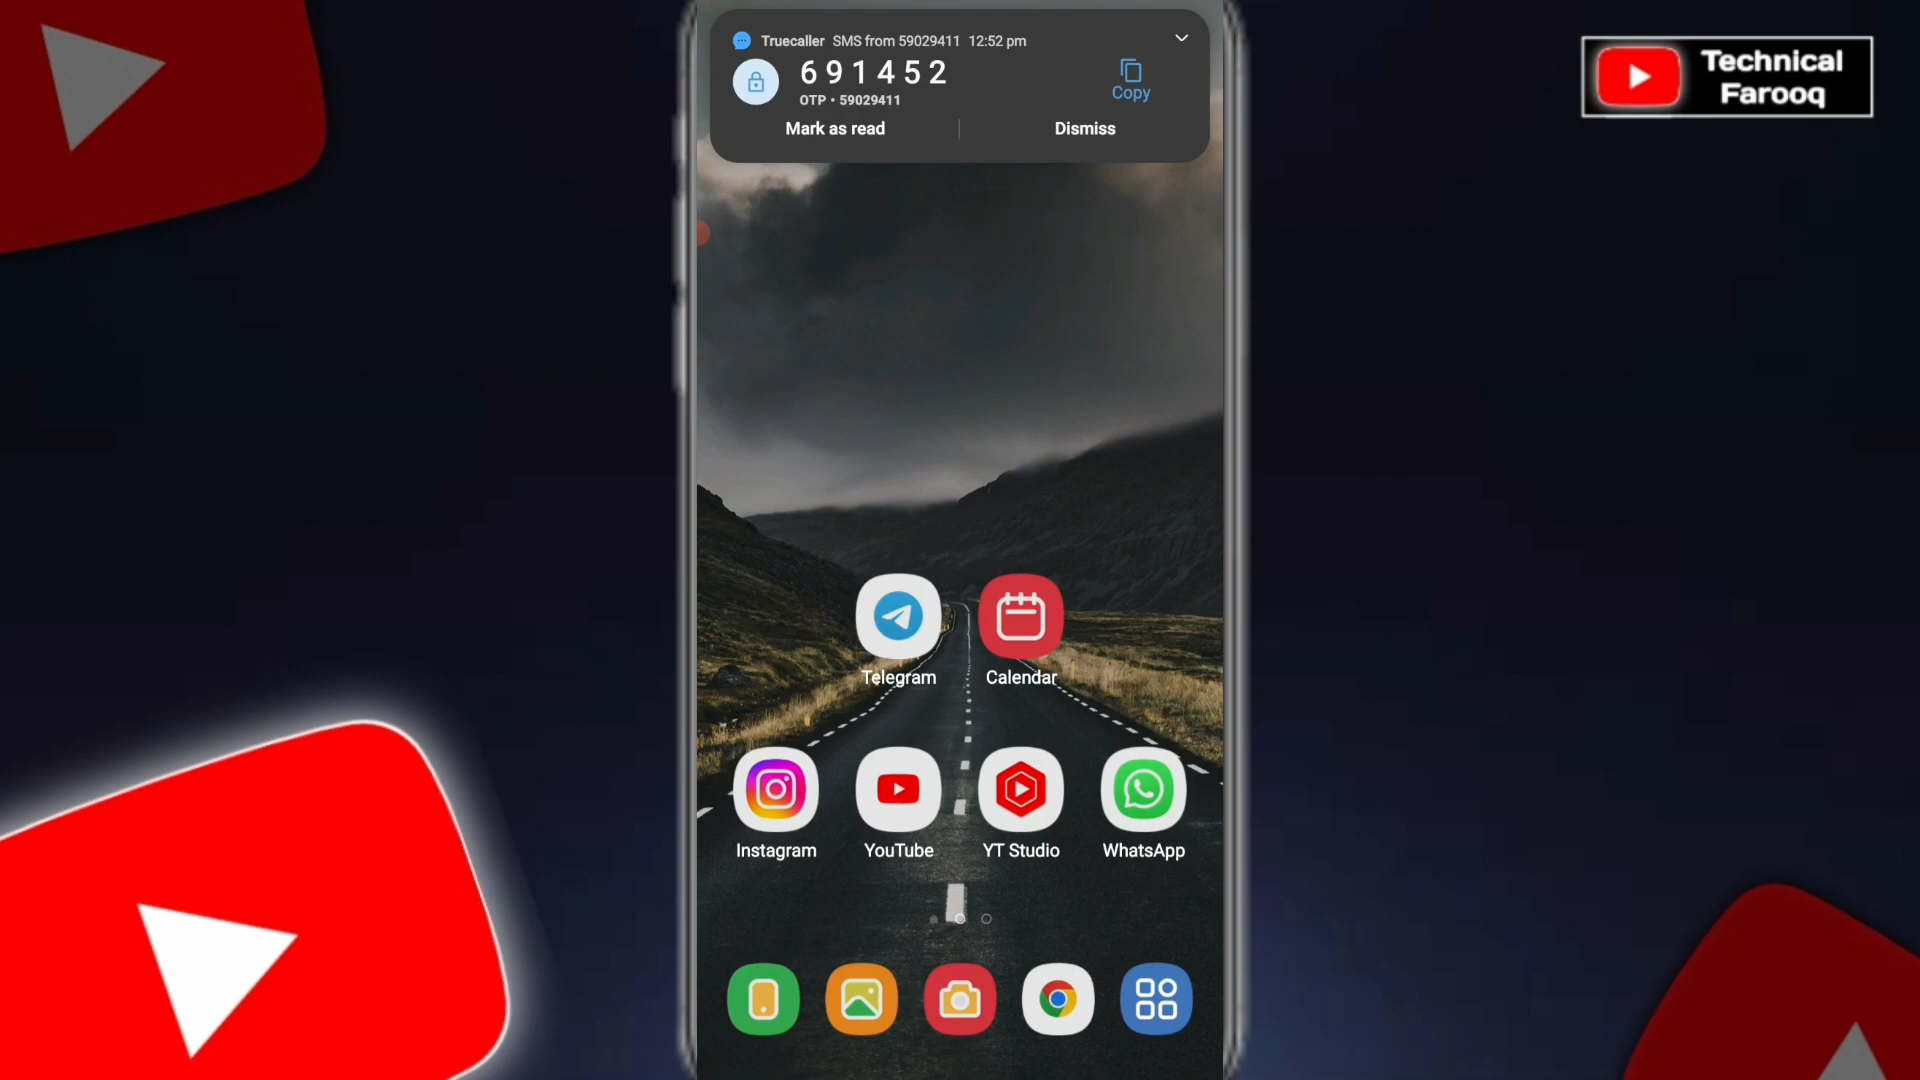 Truecaller SMS from 59029411 12:52 pm
691452
Copy
OTP • 59029411
Mark as read
Dismiss
Technical
Farooq
Telegram
Calendar
Instagram
YouTube
YT Studio
WhatsApp